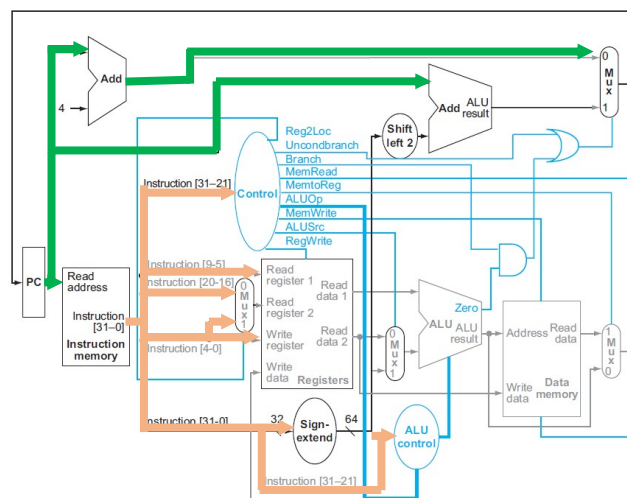 0
Mux
1
Add
4
Add ALU result
Shift left 2
Reg2Loc
Uncondbranch
Branch
MemRead
MemtoReg
ALUOp
MemWrite
ALUSrc
RegWrite
Control
Instruction [31–21]
PC
Read address
Instruction [31–0]
Instruction memory
Instruction [9-5]
Instruction [20-16]
Instruction [4-0]
0
Mux
1
Read register 1
Read register 2
Write register
Write data
Read data 1
Read data 2
Registers
0
Mux
1
Zero
ALU ALU result
Address
Read data
Write data
Data memory
1
Mux
0
Instruction [31-0]
32
Sign-extend
64
ALU control
Instruction [31–21]